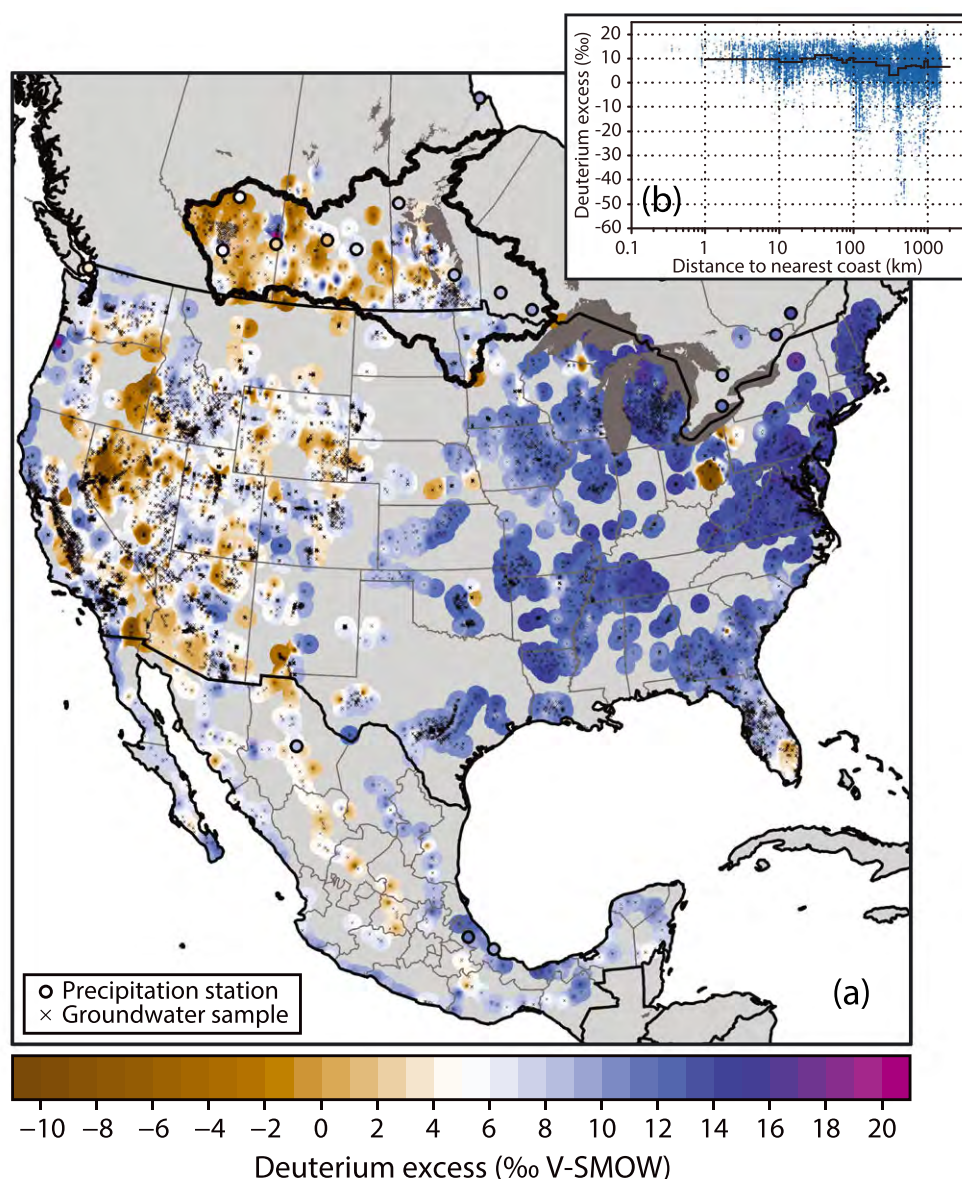 20
10
0
-10
-20
-30
-40
-50
-60
Deuterium excess (‰)
(b)
0.1 1 10 100 1000
Distance to nearest coast (km)
(a)
Precipitation station
× Groundwater sample
−10 −8 −6 −4 −2 0 2 4 6 8 10 12 14 16 18 20
Deuterium excess (‰ V-SMOW)